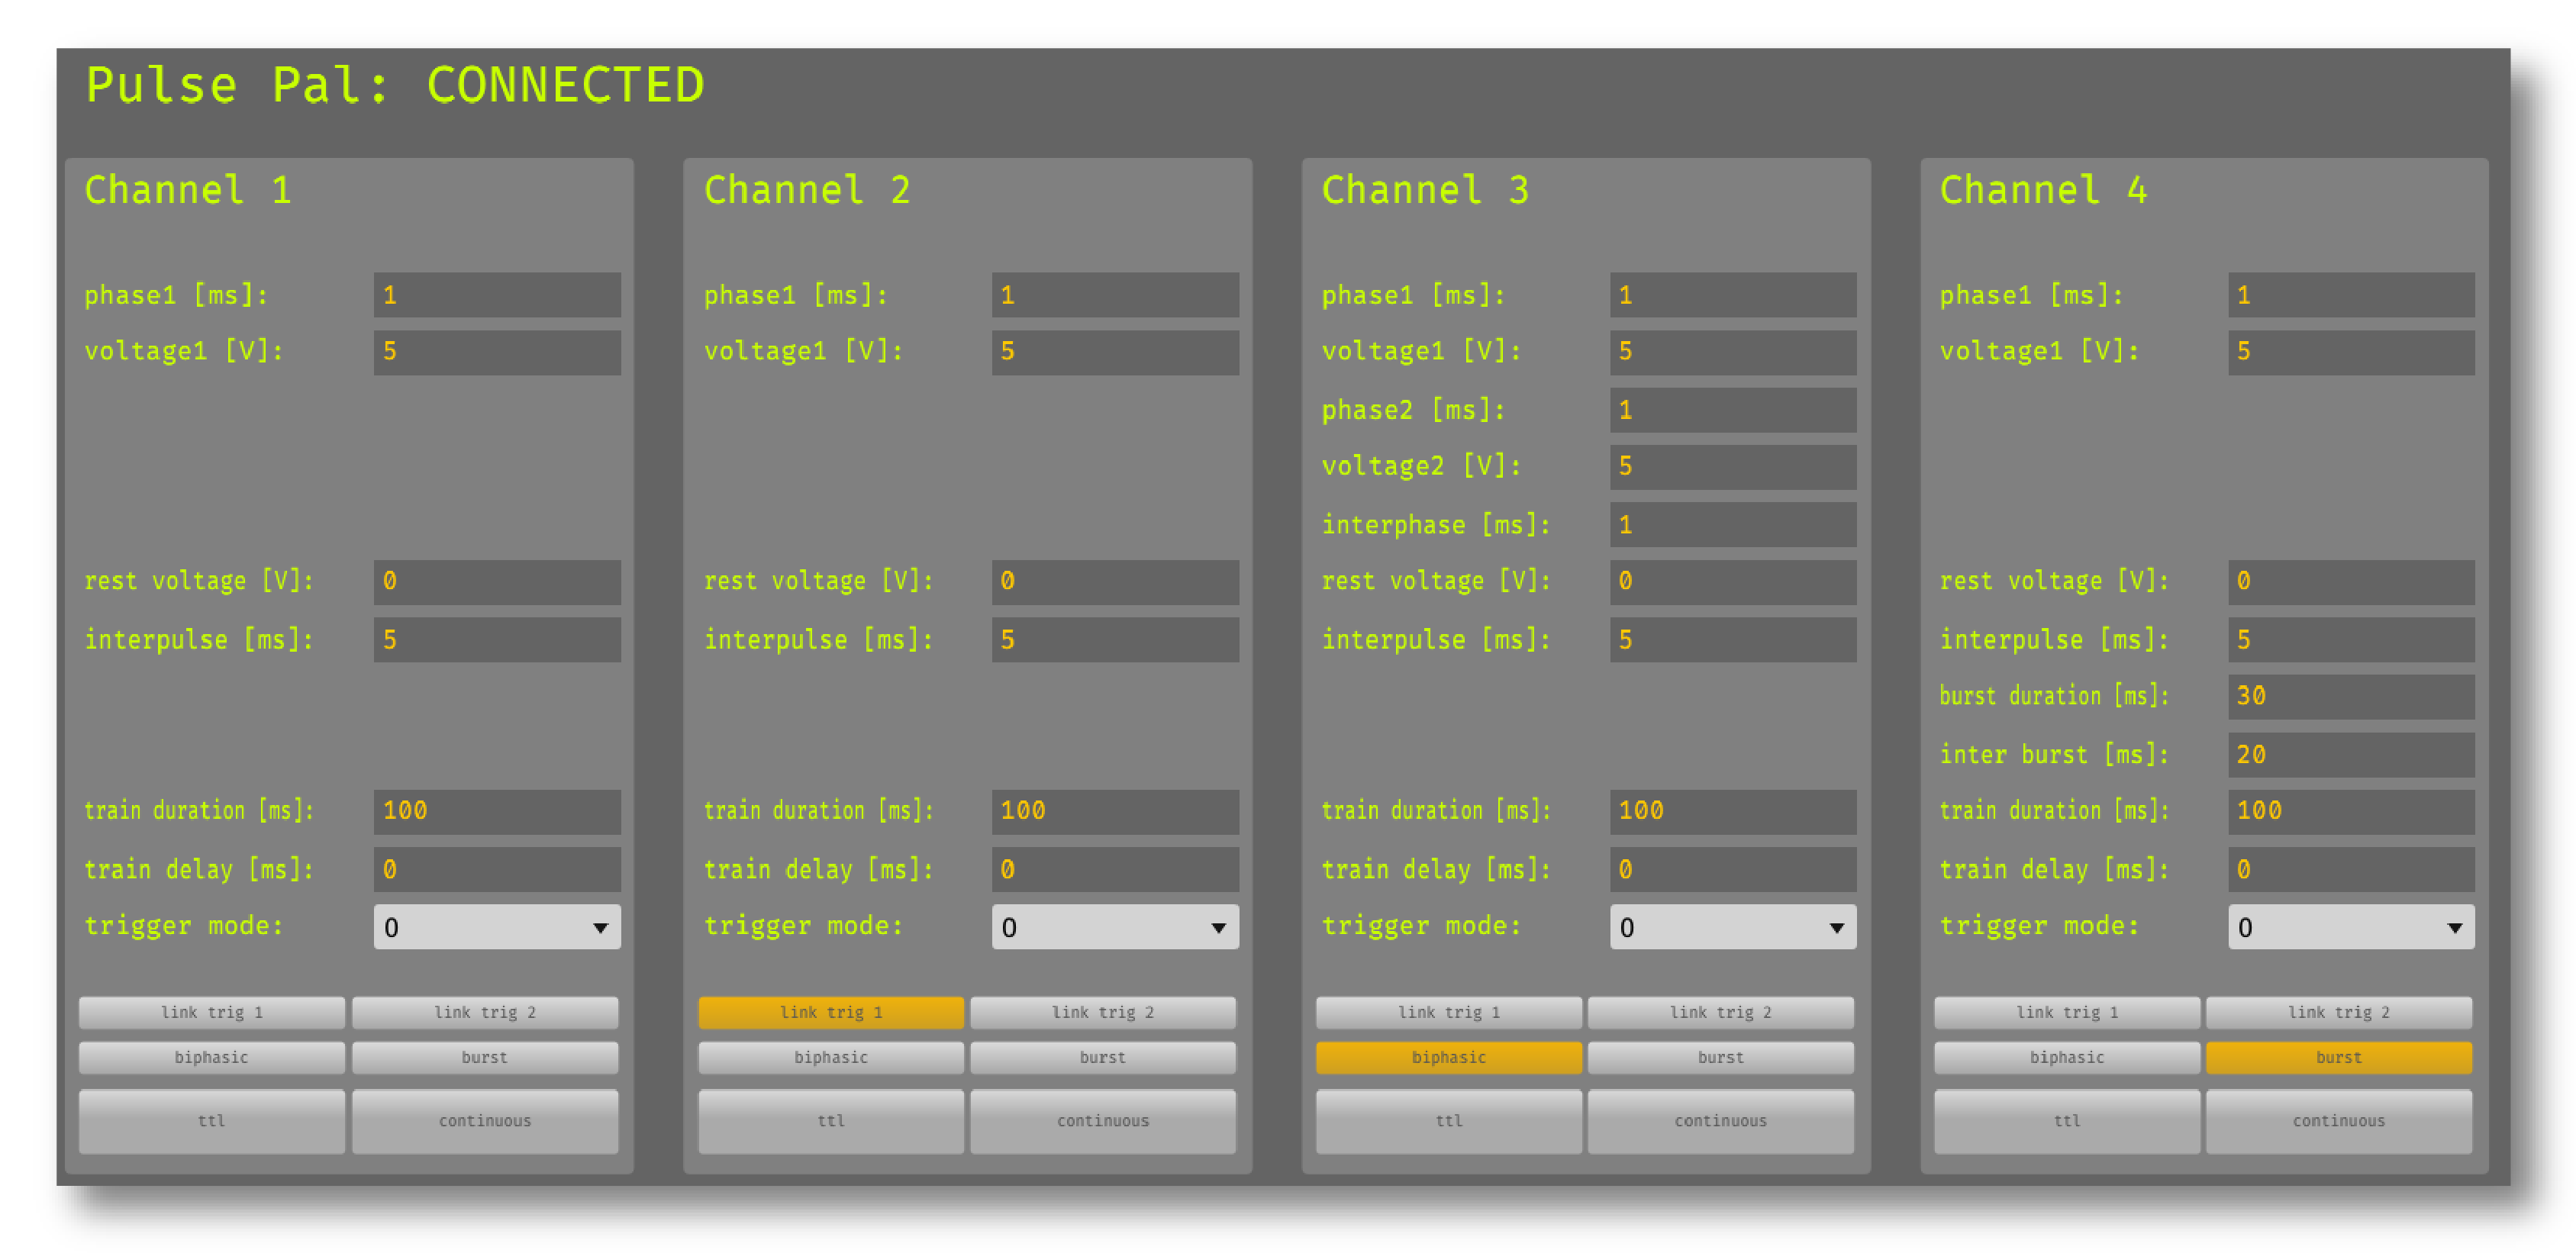 Pulse Pal: CONNECTED
Channel 1
phase1 [ms]: 1
voltage1 [V]: 5
rest voltage [V]: 0
interpulse [ms]: 5
train duration [ms]: 100
train delay [ms]: 0
trigger mode: 0
link trig 1 link trig 2
biphasic burst
ttl continuous
Channel 2
phase1 [ms]: 1
voltage1 [V]: 5
rest voltage [V]: 0
interpulse [ms]: 5
train duration [ms]: 100
train delay [ms]: 0
trigger mode: 0
link trig 1 link trig 2
biphasic burst
ttl continuous
Channel 3
phase1 [ms]: 1
voltage1 [V]: 5
phase2 [ms]: 1
voltage2 [V]: 5
interphase [ms]: 1
rest voltage [V]: 0
interpulse [ms]: 5
train duration [ms]: 100
train delay [ms]: 0
trigger mode: 0
link trig 1 link trig 2
biphasic burst
ttl continuous
Channel 4
phase1 [ms]: 1
voltage1 [V]: 5
rest voltage [V]: 0
interpulse [ms]: 5
burst duration [ms]: 30
inter burst [ms]: 20
train duration [ms]: 100
train delay [ms]: 0
trigger mode: 0
link trig 1 link trig 2
biphasic burst
ttl continuous